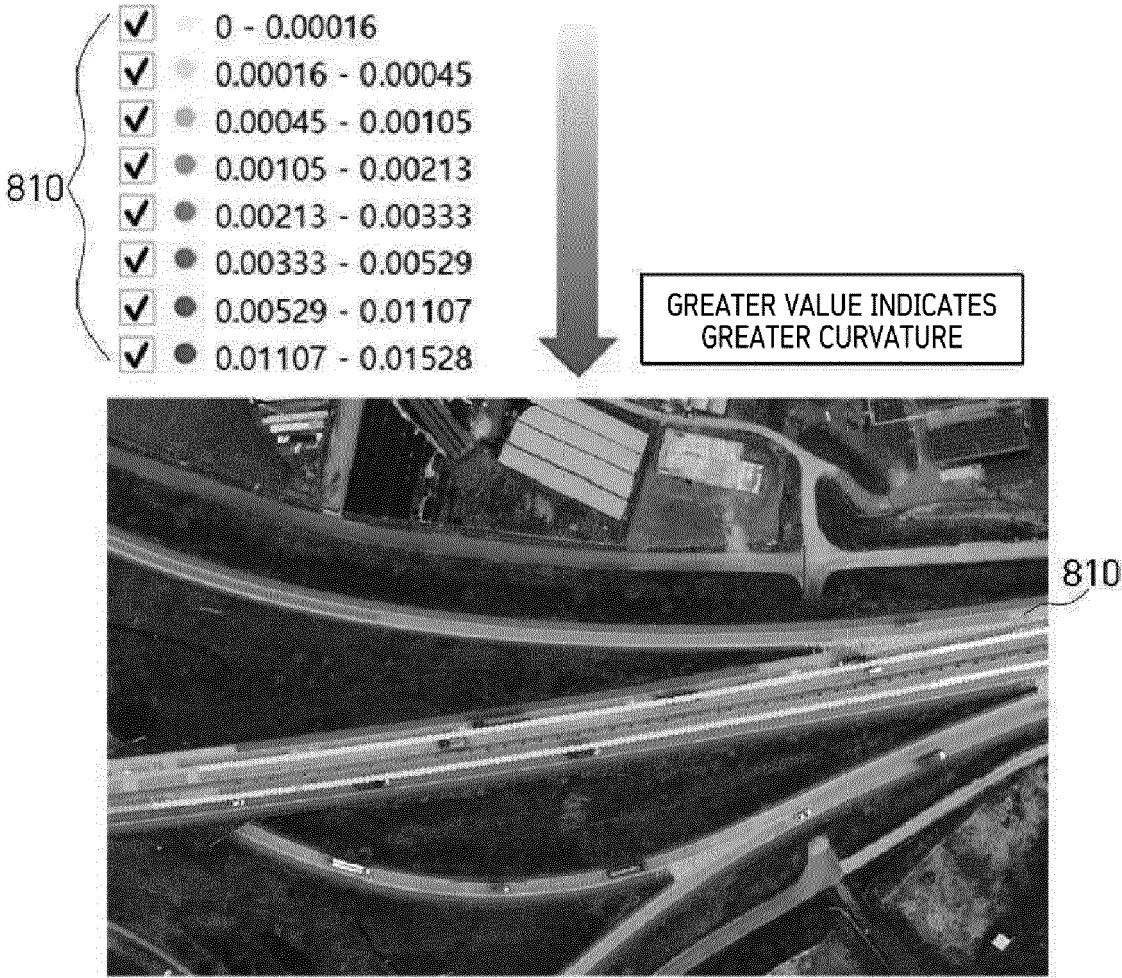 0 - 0.00016
0.00016 - 0.00045
0.00045 - 0.00105
0.00105 - 0.00213
0.00213 - 0.00333
0.00333 - 0.00529
0.00529 - 0.01107
0.01107 - 0.01528
810
GREATER VALUE INDICATES
GREATER CURVATURE
810